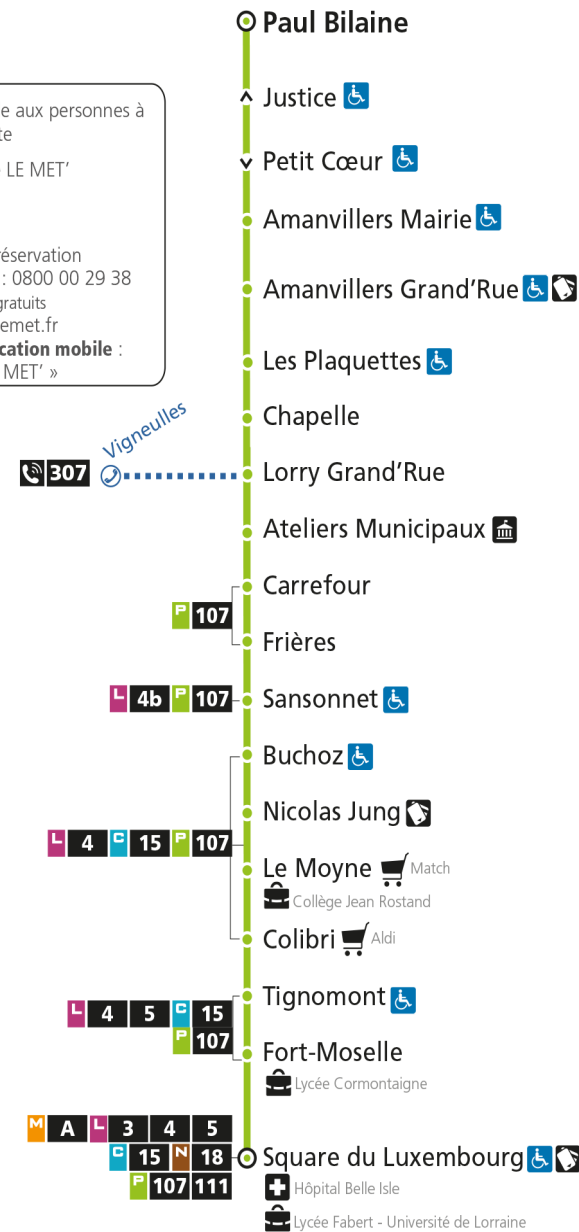 Paul Bilaine
Justice
e aux personnes à
te
LE MET’
Petit Cœur
Amanvillers Mairie
éservation
: 0800 00 29 38
gratuits
emet.fr
cation mobile :
MET’ »
Amanvillers Grand’Rue
Les Plaquettes
Chapelle
Vigneulles
307
Lorry Grand’Rue
Ateliers Municipaux
Carrefour
P 107
Frières
L 4b P 107
Sansonnet
Buchoz
Nicolas Jung
L 4 C 15 P 107
Le Moyne Match
Collège Jean Rostand
Colibri Aldi
Tignomont
L 4 5 C 15
P 107
Fort-Moselle
Lycée Cormontaigne
M A L 3 4 5
C 15 N 18
P 107 111
Square du Luxembourg
Hôpital Belle Isle
Lycée Fabert - Université de Lorraine